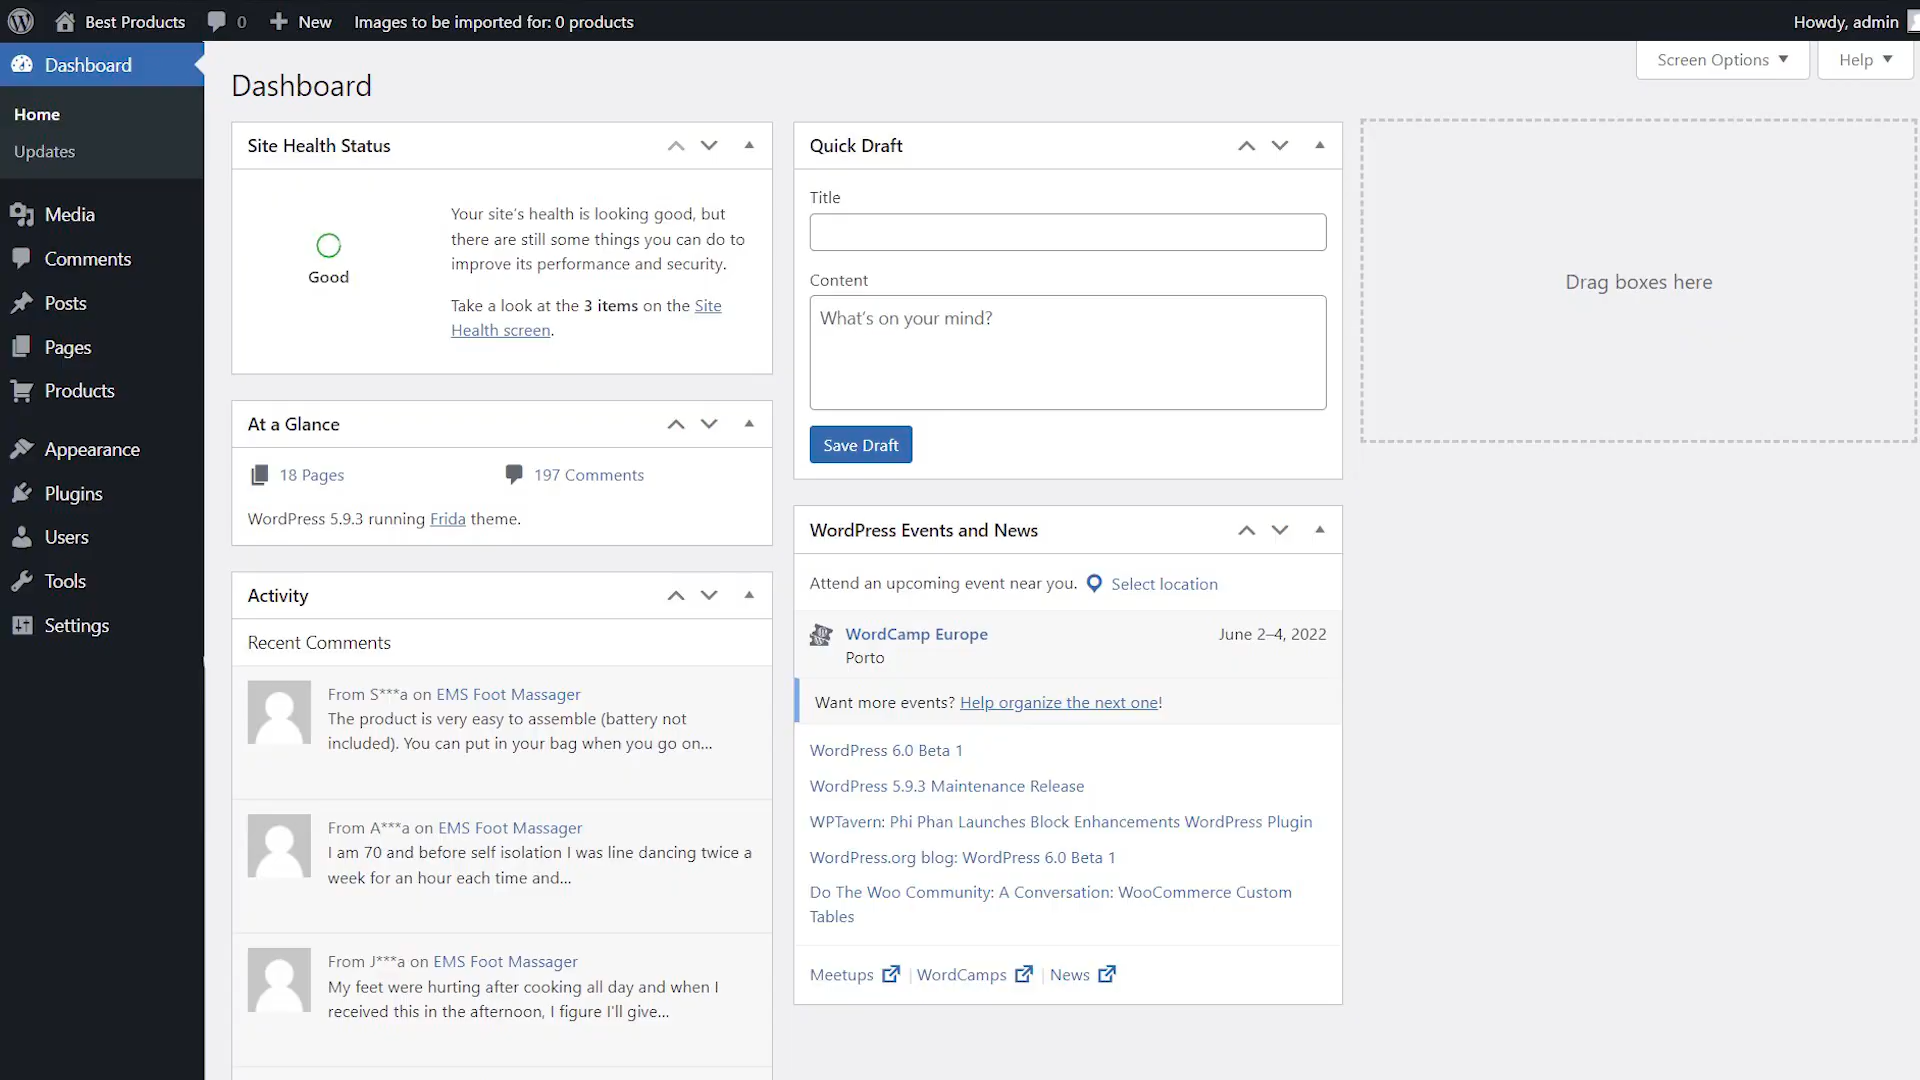 Best Products 0 New Images to be imported for: 0 products Howdy, admin
Dashboard
Home
Updates
Media
Comments
Posts
Pages
Products
Appearance
Plugins
Users
Tools
Settings
Screen Options Help
Dashboard
Site Health Status
Good
Your site's health is looking good, but
there are still some things you can do to
improve its performance and security.
Take a look at the 3 items on the Site
Health screen.
At a Glance
18 Pages 197 Comments
WordPress 5.9.3 running Frida theme.
Activity
Recent Comments
From S***a on EMS Foot Massager
The product is very easy to assemble (battery not
included). You can put in your bag when you go on...
From A***a on EMS Foot Massager
I am 70 and before self isolation I was line dancing twice a
week for an hour each time and...
From J***a on EMS Foot Massager
My feet were hurting after cooking all day and when I
received this in the afternoon, I figure I'll give...
Quick Draft
Title
Content
What's on your mind?
Save Draft
WordPress Events and News
Attend an upcoming event near you. Select location
WordCamp Europe June 2–4, 2022
Porto
Want more events? Help organize the next one!
WordPress 6.0 Beta 1
WordPress 5.9.3 Maintenance Release
WPTavern: Phi Phan Launches Block Enhancements WordPress Plugin
WordPress.org blog: WordPress 6.0 Beta 1
Do The Woo Community: A Conversation: WooCommerce Custom
Tables
Meetups | WordCamps | News
Drag boxes here